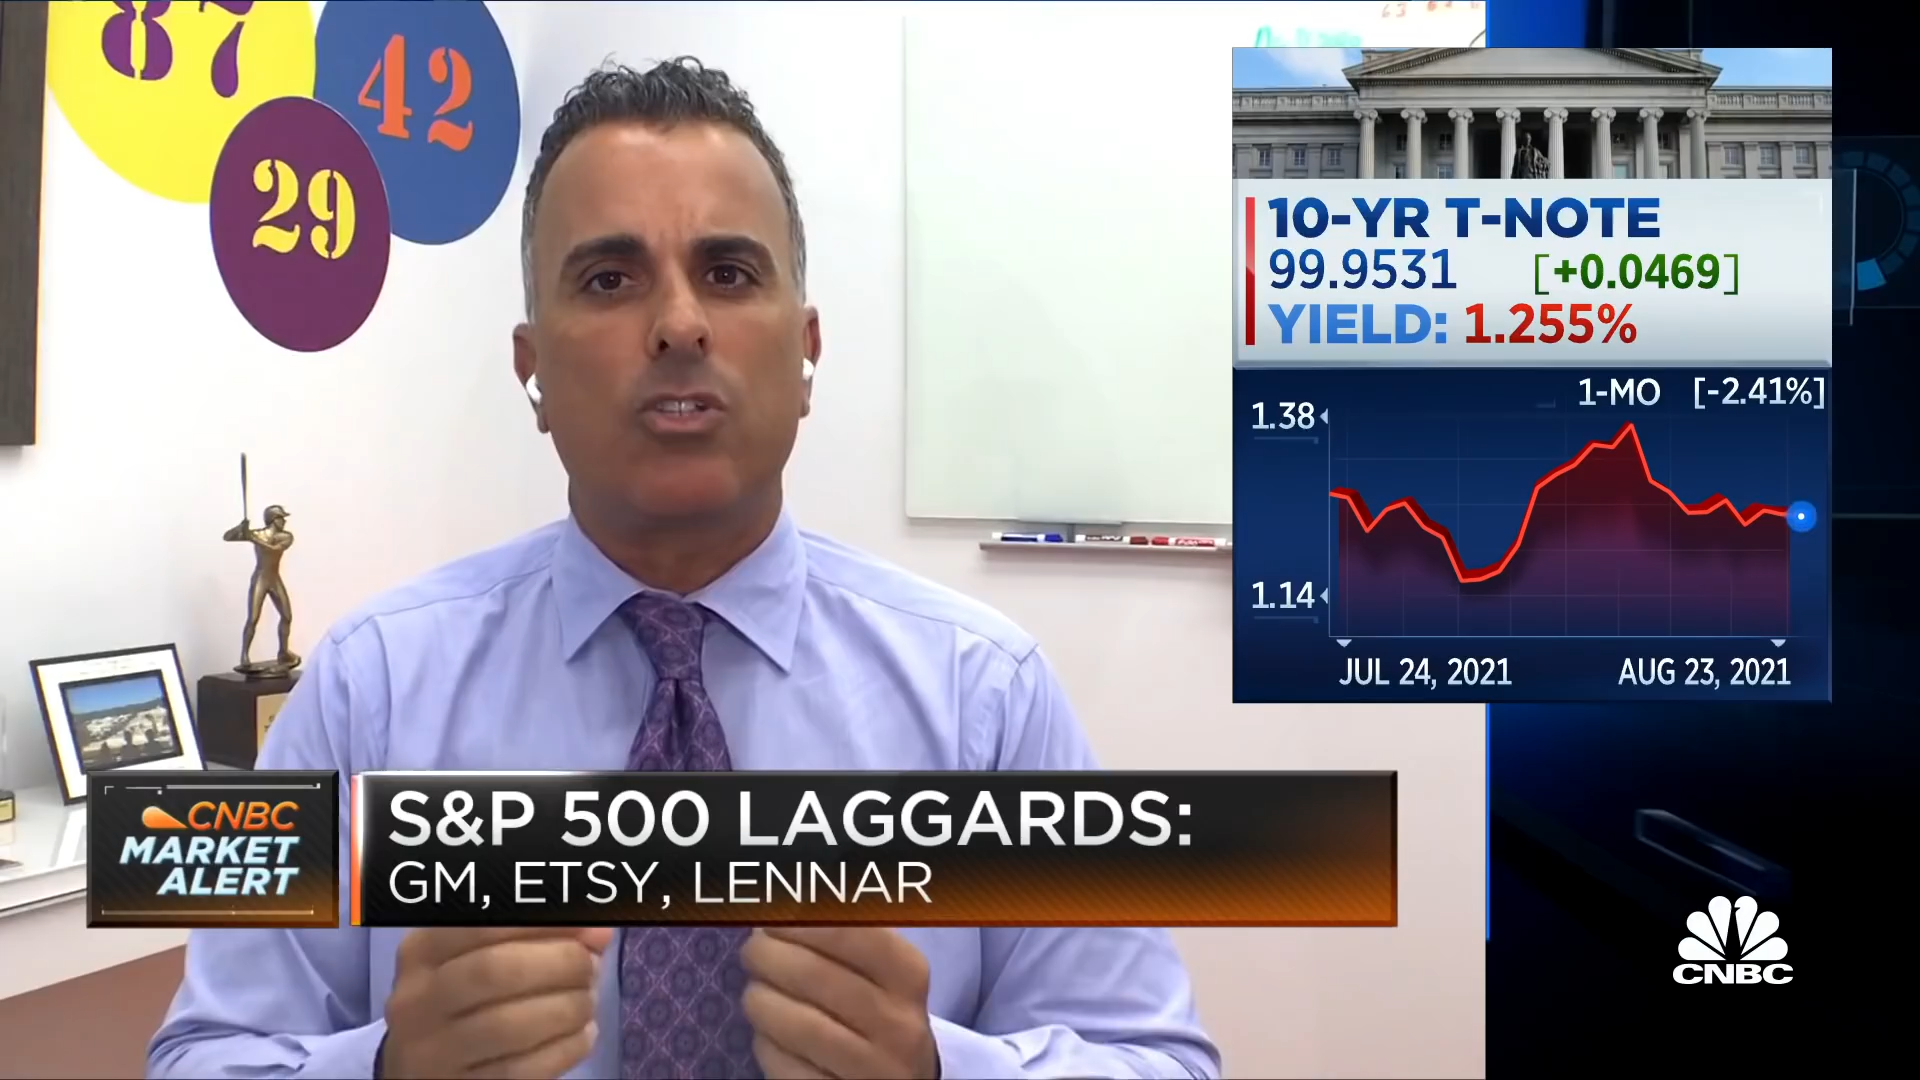 87
42
29
10-YR T-NOTE
99.9531 [+0.0469]
YIELD: 1.255%
1-MO [-2.41%]
1.38
1.14
JUL 24, 2021 AUG 23, 2021
CNBC
MARKET
ALERT
S&P 500 LAGGARDS:
GM, ETSY, LENNAR
CNBC